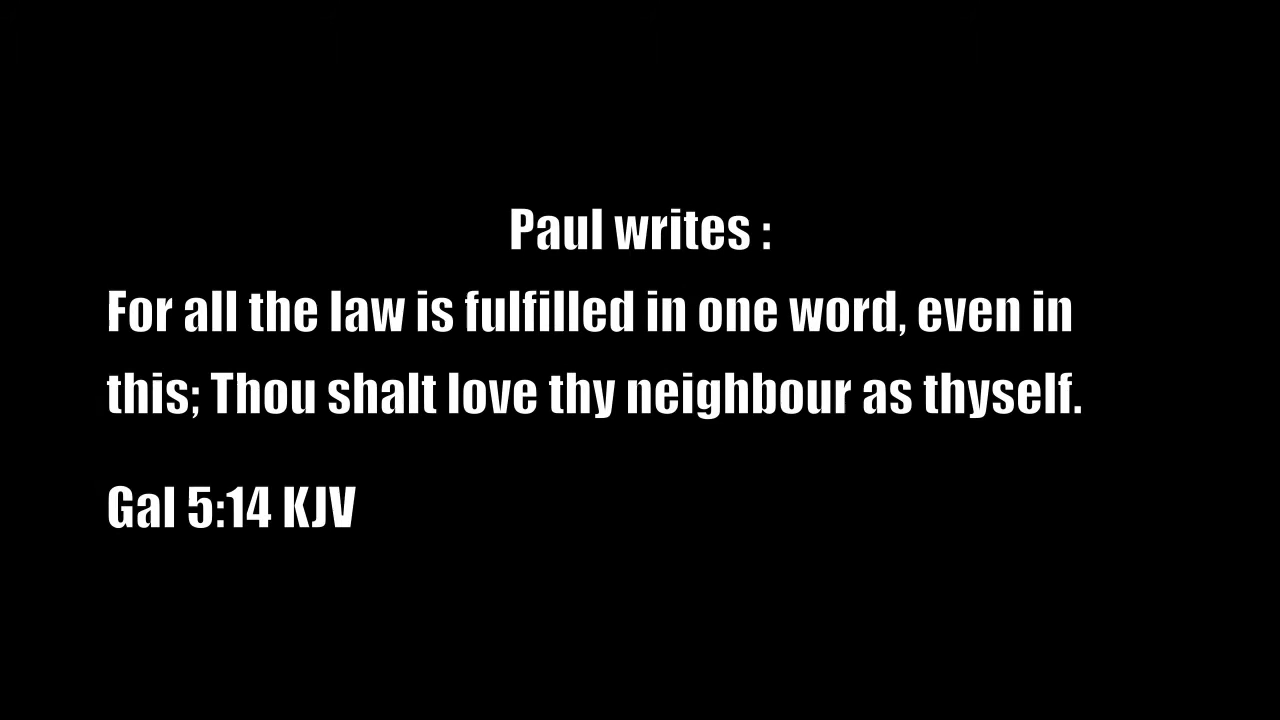 Paul writes :
For all the law is fulfilled in one word, even in
this; Thou shalt love thy neighbour as thyself.
Gal 5:14 KJV